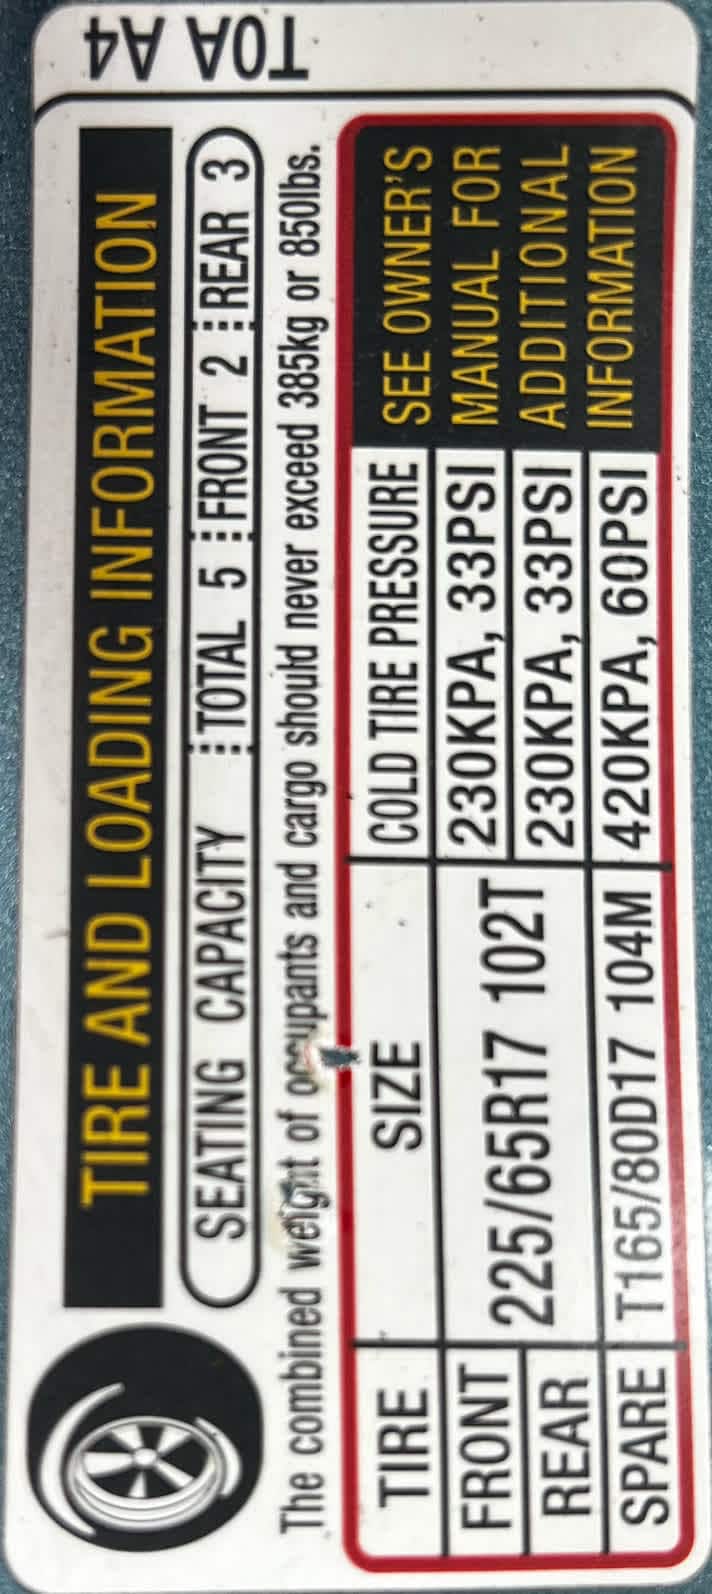 T0A A4
TIRE AND LOADING INFORMATION
SEATING CAPACITY TOTAL 5 FRONT 2 REAR 3
The combined weight of occupants and cargo should never exceed 385kg or 850lbs.
TIRE SIZE COLD TIRE PRESSURE
FRONT 225/65R17 102T 230KPA, 33PSI
REAR 230KPA, 33PSI
SPARE T165/80D17 104M 420KPA, 60PSI
SEE OWNER'S
MANUAL FOR
ADDITIONAL
INFORMATION